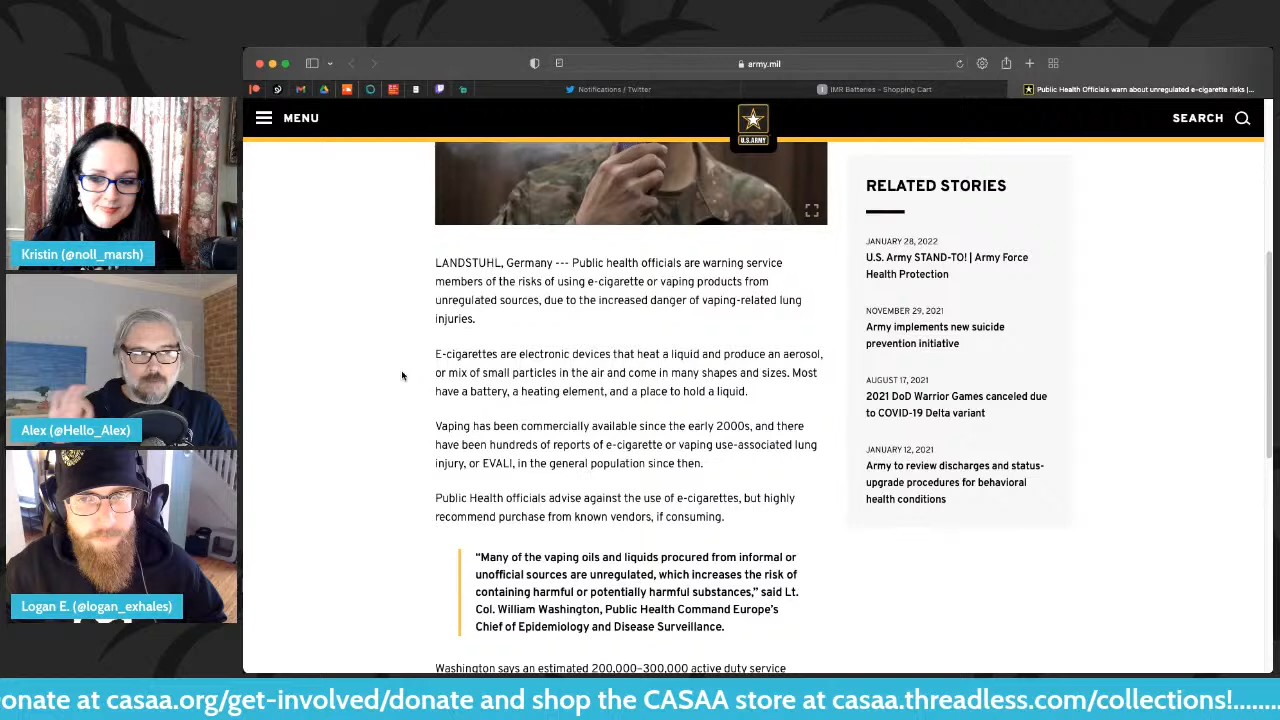 army.mil
Notifications / Twitter
IMR Batteries - Shopping Cart
Public Health Officials warn about unregulated e-cigarette risks |...
MENU
U.S.ARMY
SEARCH
Kristin (@noll_marsh)
Alex (@Hello_Alex)
Logan E. (@logan_exhales)
LANDSTUHL, Germany --- Public health officials are warning service
members of the risks of using e-cigarette or vaping products from
unregulated sources, due to the increased danger of vaping-related lung
injuries.
E-cigarettes are electronic devices that heat a liquid and produce an aerosol,
or mix of small particles in the air and come in many shapes and sizes. Most
have a battery, a heating element, and a place to hold a liquid.
Vaping has been commercially available since the early 2000s, and there
have been hundreds of reports of e-cigarette or vaping use-associated lung
injury, or EVALI, in the general population since then.
Public Health officials advise against the use of e-cigarettes, but highly
recommend purchase from known vendors, if consuming.
“Many of the vaping oils and liquids procured from informal or
unofficial sources are unregulated, which increases the risk of
containing harmful or potentially harmful substances,” said Lt.
Col. William Washington, Public Health Command Europe’s
Chief of Epidemiology and Disease Surveillance.
Washington says an estimated 200,000–300,000 active duty service
RELATED STORIES
JANUARY 28, 2022
U.S. Army STAND-TO! | Army Force
Health Protection
NOVEMBER 29, 2021
Army implements new suicide
prevention initiative
AUGUST 17, 2021
2021 DoD Warrior Games canceled due
to COVID-19 Delta variant
JANUARY 12, 2021
Army to review discharges and status-
upgrade procedures for behavioral
health conditions
onate at casaa.org/get-involved/donate and shop the CASAA store at casaa.threadless.com/collections!........